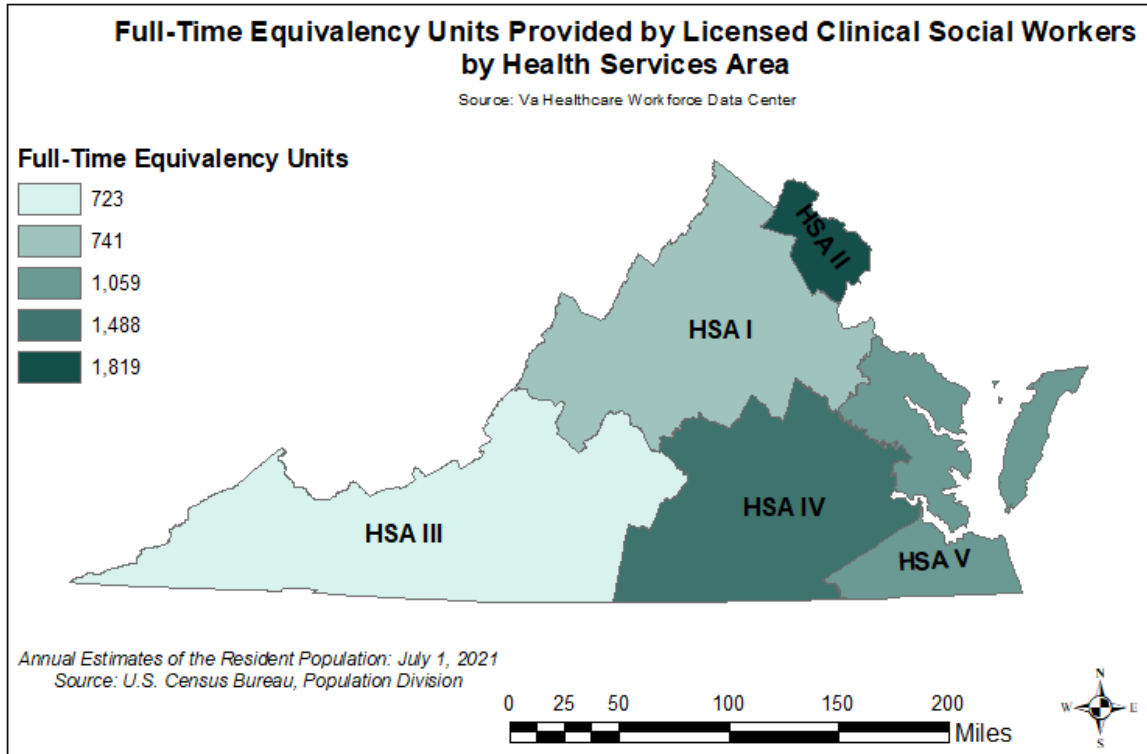 Full-Time Equivalency Units Provided by Licensed Clinical Social Workers
by Health Services Area
Source: Va Healthcare Workforce Data Center
Full-Time Equivalency Units
723
741
1,059
1,488
1,819
HSA II
HSA I
HSA IV
HSA III
HSA V
Annual Estimates of the Resident Population: July 1, 2021
Source: U.S. Census Bureau, Population Division
0 25 50 100 150 200
Miles
N
W E
S